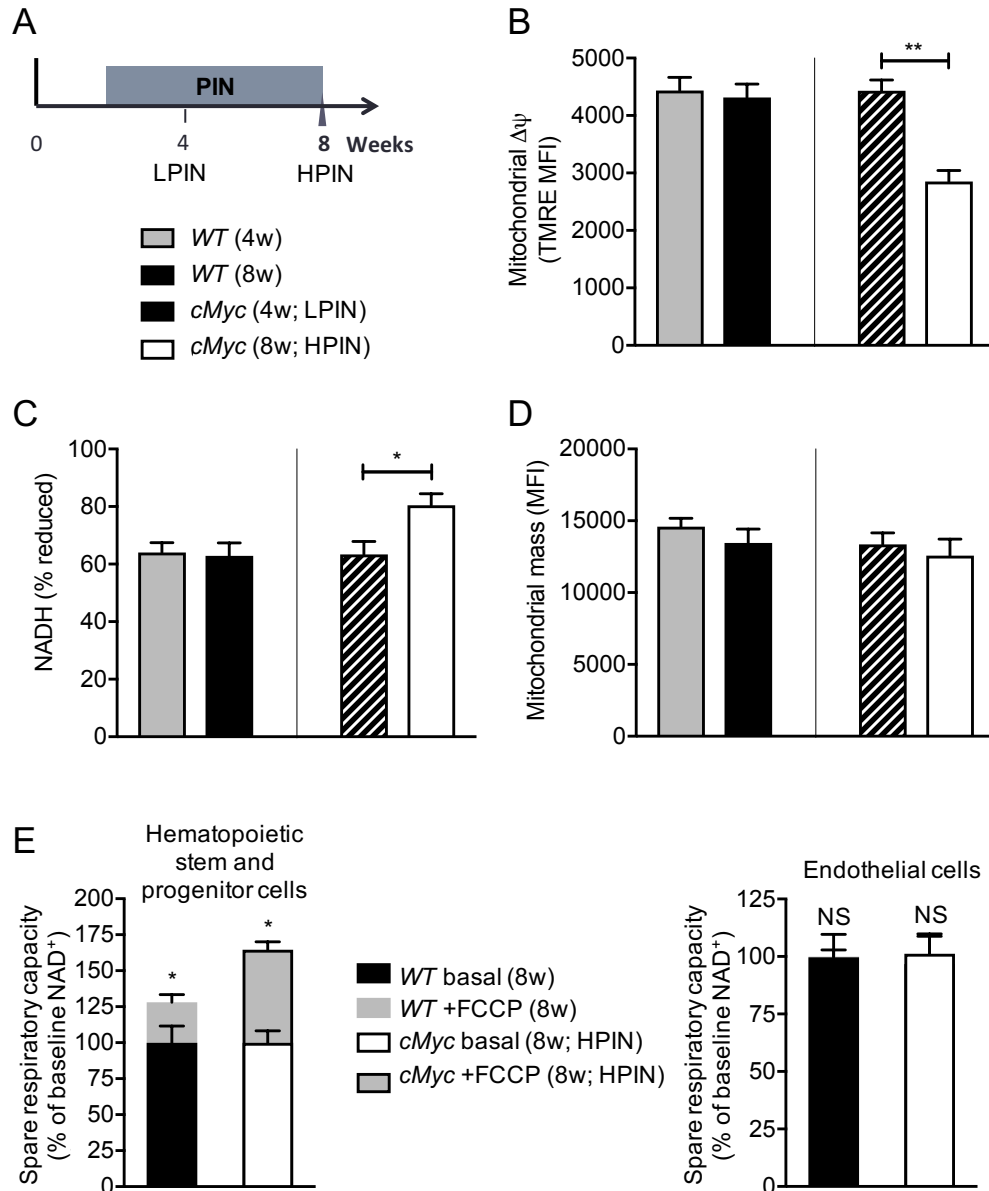 A
PIN
0
4
8 Weeks
LPIN
HPIN
WT (4w)
WT (8w)
cMyc (4w; LPIN)
cMyc (8w; HPIN)
B
Mitochondrial Δψ
(TMRE MFI)
5000
4000
3000
2000
1000
0
**
C
NADH (% reduced)
100
80
60
40
20
0
*
D
Mitochondrial mass (MFI)
20000
15000
10000
5000
0
E
Hematopoietic
stem and
progenitor cells
Spare respiratory capacity
(% of baseline NAD⁺)
200
175
150
125
100
75
50
25
0
*
*
WT basal (8w)
WT +FCCP (8w)
cMyc basal (8w; HPIN)
cMyc +FCCP (8w; HPIN)
Endothelial cells
Spare respiratory capacity
(% of baseline NAD⁺)
125
100
75
50
25
0
NS
NS